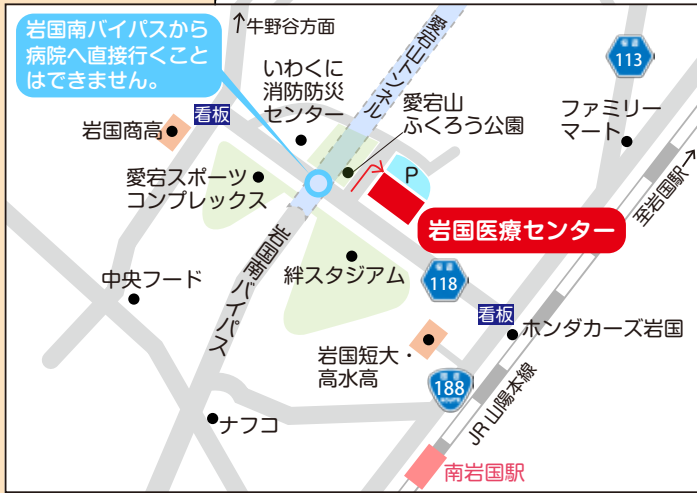 岩国南バイパスから
病院へ直接行くこと
はできません。
↑牛野谷方面
愛宕山トンネル
県道
113
いわくに
消防防災
センター
愛宕山
ふくろう公園
ファミリー
マート
看板
岩国商高
至岩国駅→
愛宕スポーツ
コンプレックス
P
岩国医療センター
岩国南バイパス
絆スタジアム
県道
118
中央フード
看板
ホンダカーズ岩国
岩国短大・
高水高
国道
188
ROUTE
JR山陽本線
ナフコ
南岩国駅